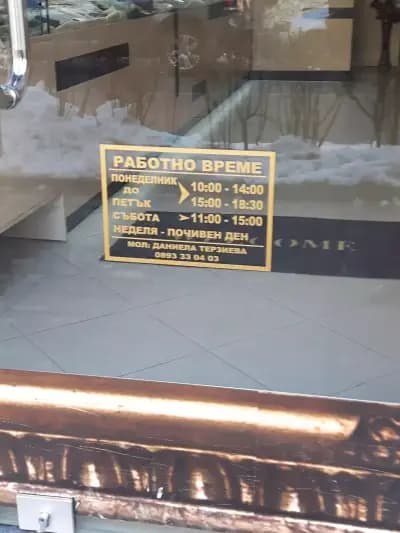 РАБОТНО ВРЕМЕ
ПОНЕДЕЛНИК
ДО
ПЕТЪК
10:00 - 14:00
15:00 - 18:30
СЪБОТА ➢ 11:00 - 15:00
НЕДЕЛЯ - ПОЧИВЕН ДЕН
МОЛ: ДАНИЕЛА ТЕРЗИЕВА
0893 33 04 03
OME